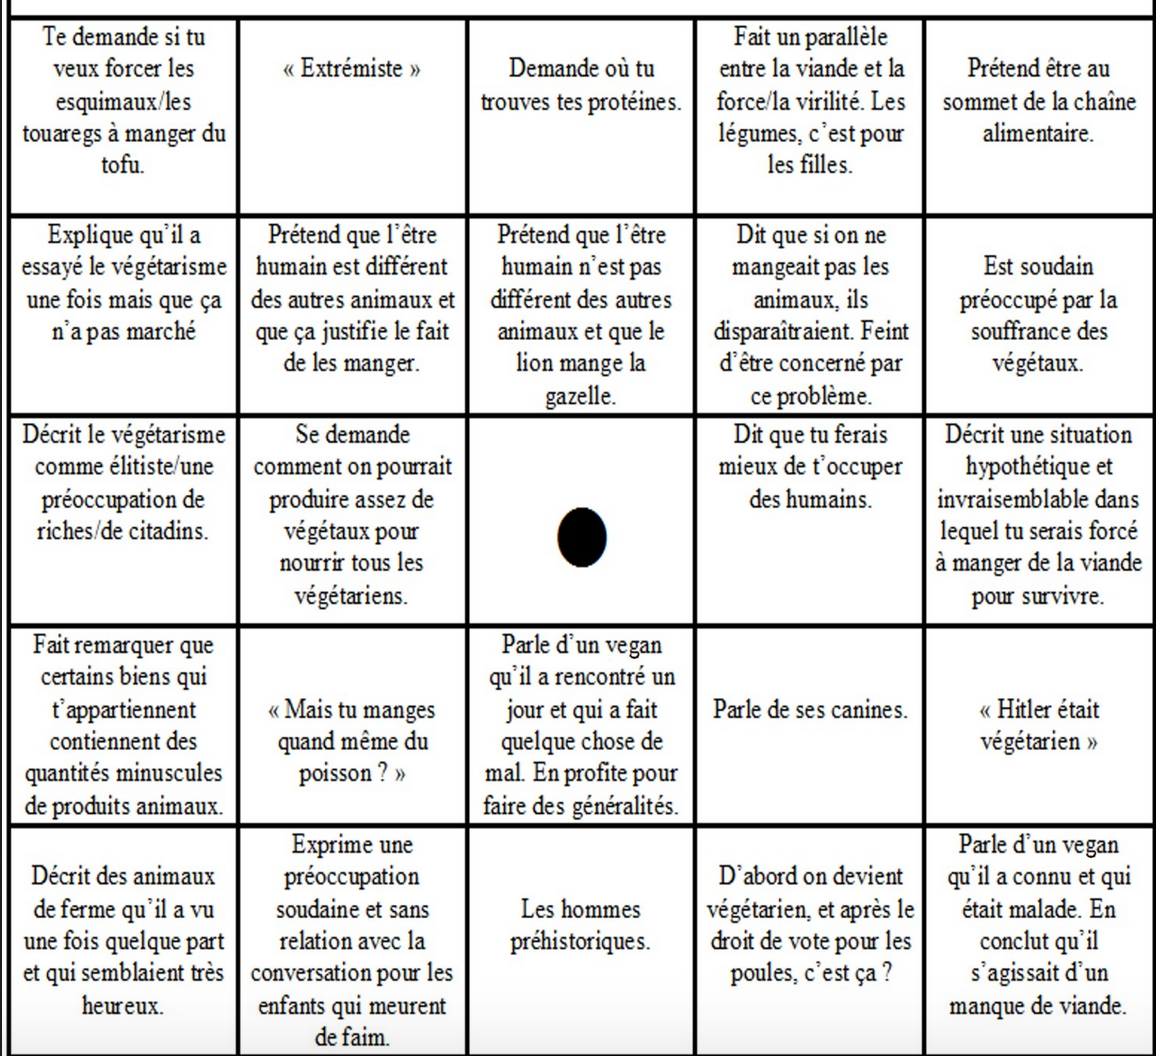 Te demande si tu
veux forcer les
esquimaux/les
touaregs à manger du
tofu.
« Extrémiste »
Demande où tu
trouves tes protéines.
Fait un parallèle
entre la viande et la
force/la virilité. Les
légumes, c’est pour
les filles.
Prétend être au
sommet de la chaîne
alimentaire.
Explique qu’il a
essayé le végétarisme
une fois mais que ça
n’a pas marché
Prétend que l’être
humain est différent
des autres animaux et
que ça justifie le fait
de les manger.
Prétend que l’être
humain n’est pas
différent des autres
animaux et que le
lion mange la
gazelle.
Dit que si on ne
mangeait pas les
animaux, ils
disparaîtraient. Feint
d’être concerné par
ce problème.
Est soudain
préoccupé par la
souffrance des
végétaux.
Décrit le végétarisme
comme élitiste/une
préoccupation de
riches/de citadins.
Se demande
comment on pourrait
produire assez de
végétaux pour
nourrir tous les
végétariens.
Dit que tu ferais
mieux de t’occuper
des humains.
Décrit une situation
hypothétique et
invraisemblable dans
lequel tu serais forcé
à manger de la viande
pour survivre.
Fait remarquer que
certains biens qui
t’appartiennent
contiennent des
quantités minuscules
de produits animaux.
« Mais tu manges
quand même du
poisson ? »
Parle d’un vegan
qu’il a rencontré un
jour et qui a fait
quelque chose de
mal. En profite pour
faire des généralités.
Parle de ses canines.
« Hitler était
végétarien »
Décrit des animaux
de ferme qu’il a vu
une fois quelque part
et qui semblaient très
heureux.
Exprime une
préoccupation
soudaine et sans
relation avec la
conversation pour les
enfants qui meurent
de faim.
Les hommes
préhistoriques.
D’abord on devient
végétarien, et après le
droit de vote pour les
poules, c’est ça ?
Parle d’un vegan
qu’il a connu et qui
était malade. En
conclut qu’il
s’agissait d’un
manque de viande.